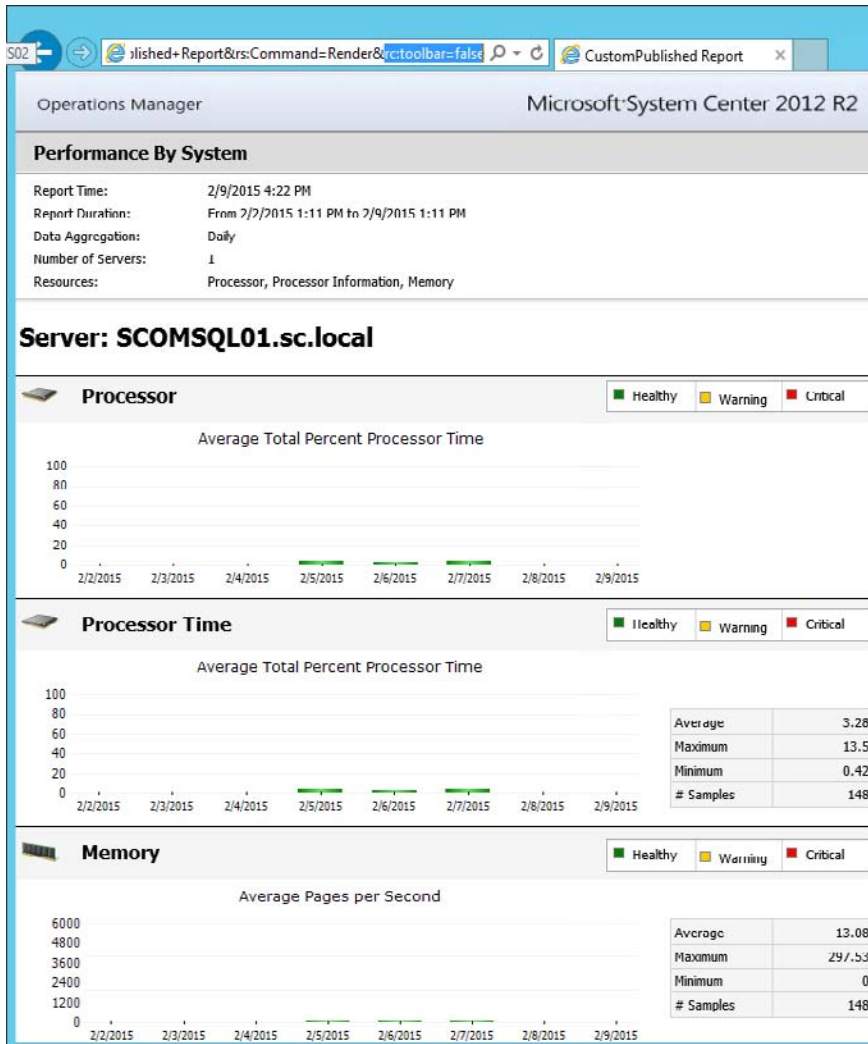 S02
blished+Report&rs:Command=Render&rc:toolbar=false
CustomPublished Report
Operations Manager
Microsoft System Center 2012 R2
Performance By System
Report Time: 2/9/2015 4:22 PM
Report Duration: From 2/2/2015 1:11 PM to 2/9/2015 1:11 PM
Data Aggregation: Daily
Number of Servers: 1
Resources: Processor, Processor Information, Memory
Server: SCOMSQL01.sc.local
Processor
Healthy Warning Critical
Average Total Percent Processor Time
100
80
60
40
20
0
2/2/2015 2/3/2015 2/4/2015 2/5/2015 2/6/2015 2/7/2015 2/8/2015 2/9/2015
Processor Time
Healthy Warning Critical
Average Total Percent Processor Time
100
80
60
40
20
0
2/2/2015 2/3/2015 2/4/2015 2/5/2015 2/6/2015 2/7/2015 2/8/2015 2/9/2015
Average 3.28
Maximum 13.5
Minimum 0.42
# Samples 148
Memory
Healthy Warning Critical
Average Pages per Second
6000
4800
3600
2400
1200
0
2/2/2015 2/3/2015 2/4/2015 2/5/2015 2/6/2015 2/7/2015 2/8/2015 2/9/2015
Average 13.08
Maximum 297.53
Minimum 0
# Samples 148